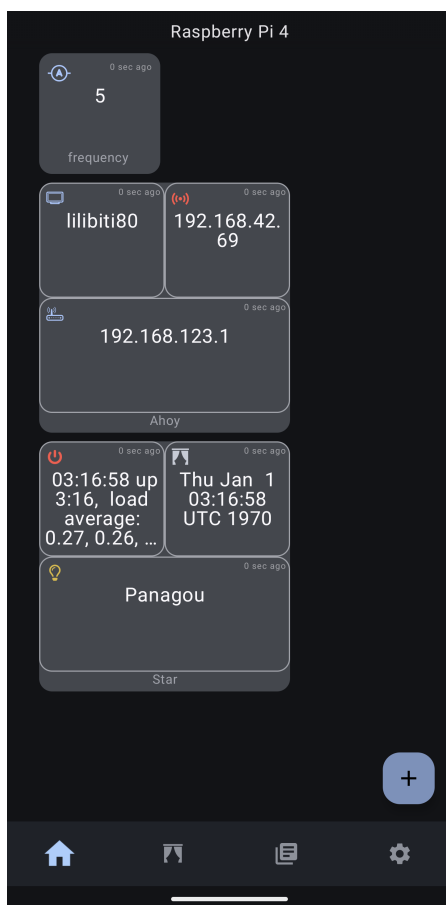 Raspberry Pi 4
0 sec ago
5
frequency
0 sec ago
lilibiti80
0 sec ago
192.168.42.
69
0 sec ago
192.168.123.1
Ahoy
0 sec ago
03:16:58 up
3:16, load
average:
0.27, 0.26, ...
0 sec ago
Thu Jan 1
03:16:58
UTC 1970
0 sec ago
Panagou
Star